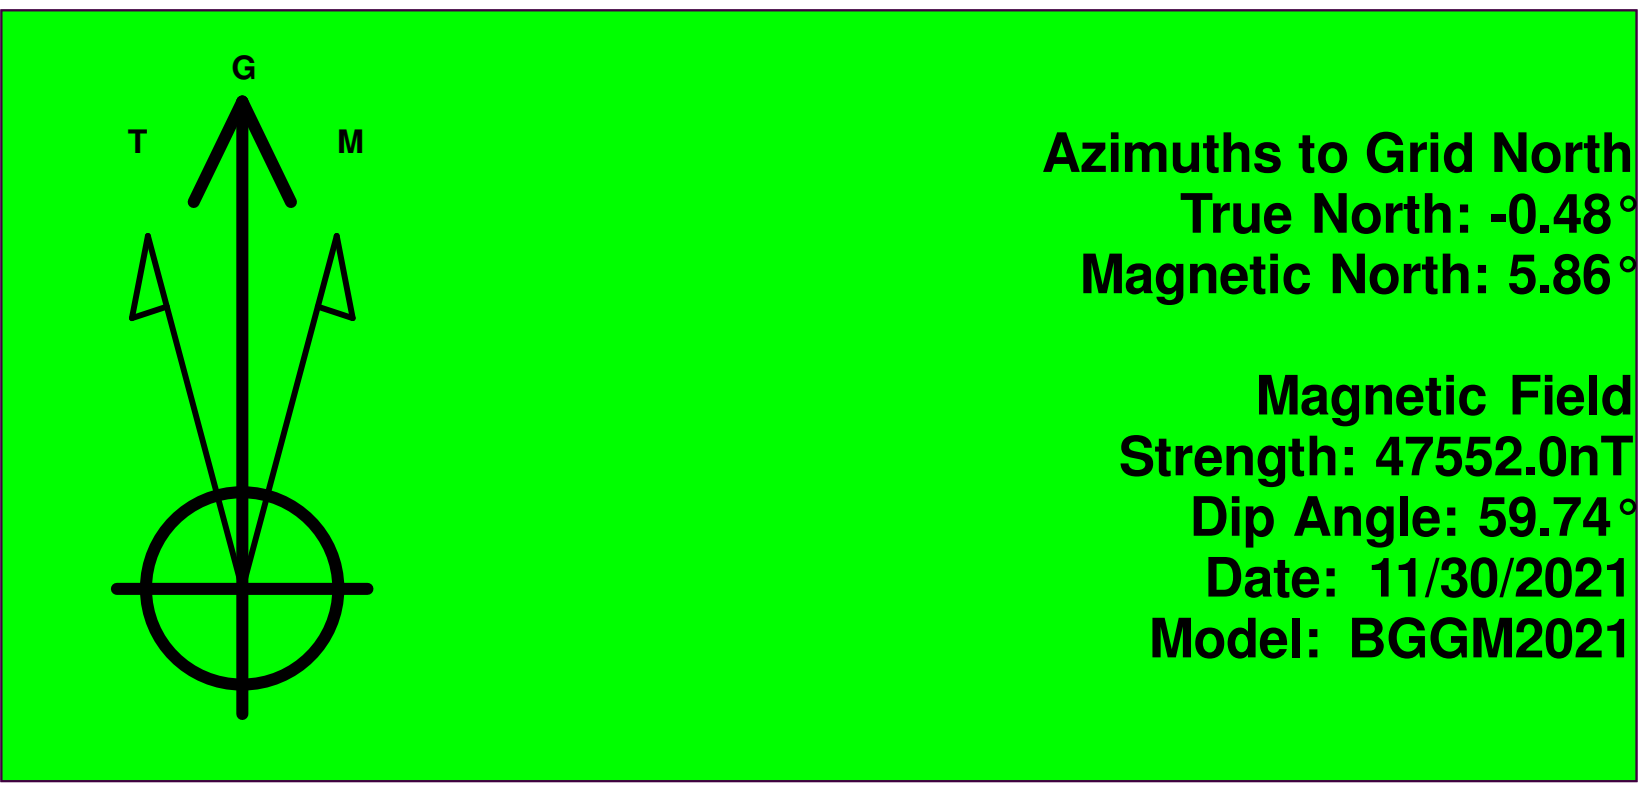 G
T M
Azimuths to Grid North
True North: -0.48°
Magnetic North: 5.86°
Magnetic Field
Strength: 47552.0nT
Dip Angle: 59.74°
Date: 11/30/2021
Model: BGGM2021